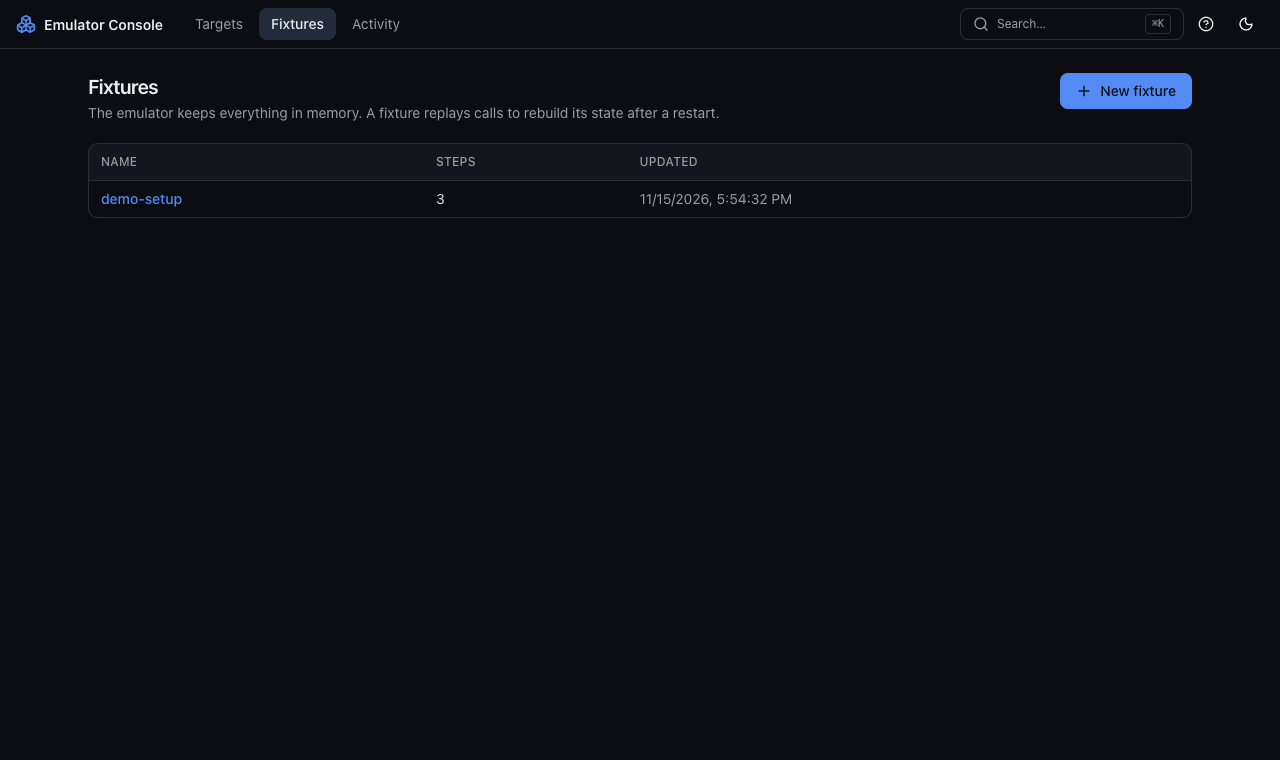 Emulator Console Targets Fixtures Activity Search... ⌘K
Fixtures
New fixture
The emulator keeps everything in memory. A fixture replays calls to rebuild its state after a restart.
NAME STEPS UPDATED
demo-setup 3 11/15/2026, 5:54:32 PM